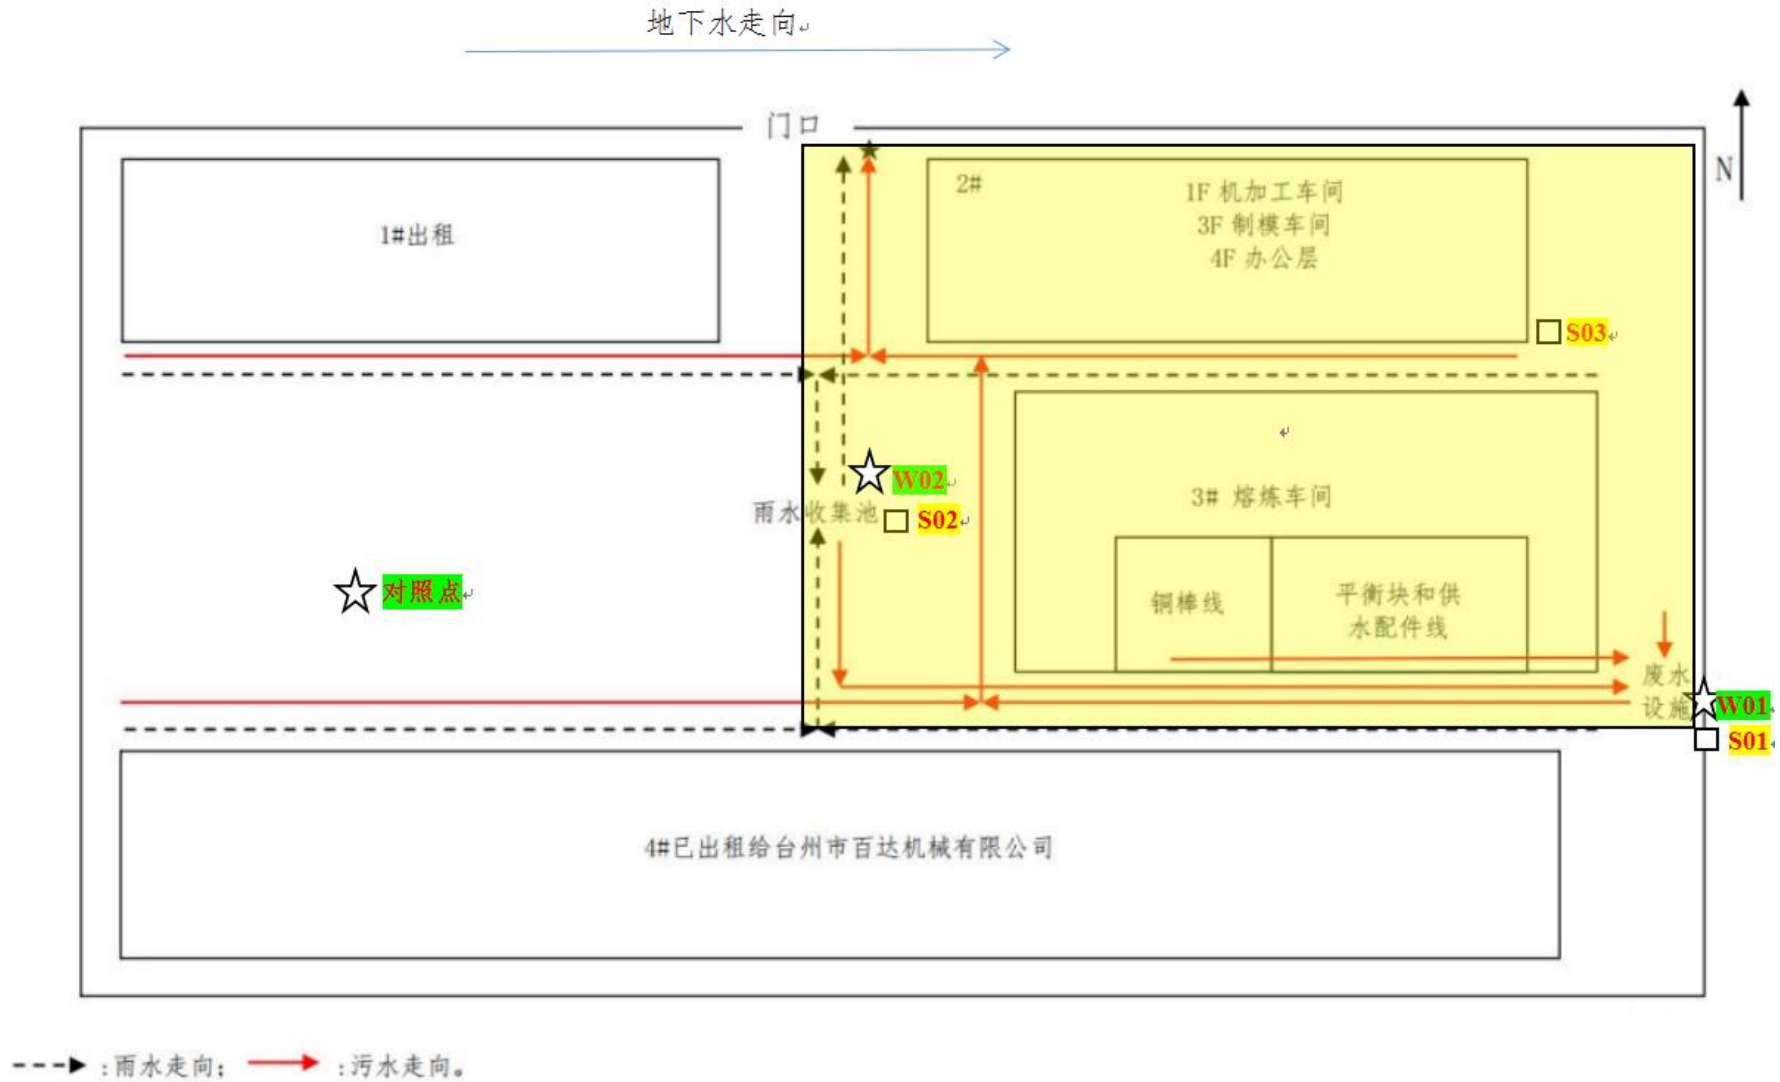 地下水走向
门口
N
1#出租
2#
1F 机加工车间
3F 制模车间
4F 办公层
S03
W02
雨水收集池
S02
3# 熔炼车间
对照点
铜棒线
平衡块和供
水配件线
废水
设施
W01
S01
4#已出租给台州市百达机械有限公司
:雨水走向;
:污水走向。